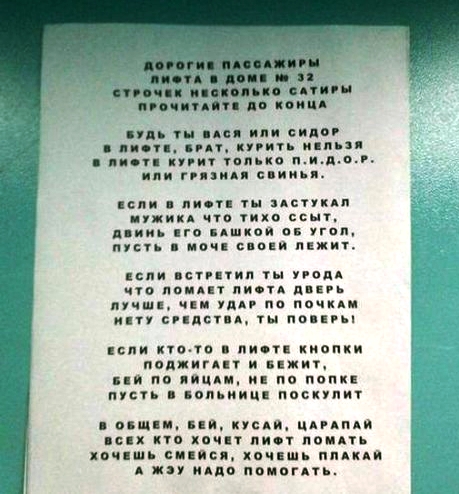 ДОРОГИЕ ПАССАЖИРЫ
ЛИФТА В ДОМЕ № 32
СТРОЧЕК НЕСКОЛЬКО САТИРЫ
ПРОЧИТАЙТЕ ДО КОНЦА
БУДЬ ТЫ ВАСЯ ИЛИ СИДОР
В ЛИФТЕ, БРАТ, КУРИТЬ НЕЛЬЗЯ
В ЛИФТЕ КУРИТ ТОЛЬКО П.И.Д.О.Р.
ИЛИ ГРЯЗНАЯ СВИНЬЯ.
ЕСЛИ В ЛИФТЕ ТЫ ЗАСТУКАЛ
МУЖИКА ЧТО ТИХО ССЫТ,
ДВИНЬ ЕГО БАШКОЙ ОБ УГОЛ,
ПУСТЬ В МОЧЕ СВОЕЙ ЛЕЖИТ.
ЕСЛИ ВСТРЕТИЛ ТЫ УРОДА
ЧТО ЛОМАЕТ ЛИФТА ДВЕРЬ
ЛУЧШЕ, ЧЕМ УДАР ПО ПОЧКАМ
НЕТУ СРЕДСТВА, ТЫ ПОВЕРЬ!
ЕСЛИ КТО-ТО В ЛИФТЕ КНОПКИ
ПОДЖИГАЕТ И БЕЖИТ,
БЕЙ ПО ЯЙЦАМ, НЕ ПО ПОПКЕ
ПУСТЬ В БОЛЬНИЦЕ ПОСКУЛИТ
В ОБЩЕМ, БЕЙ, КУСАЙ, ЦАРАПАЙ
ВСЕХ КТО ХОЧЕТ ЛИФТ ЛОМАТЬ
ХОЧЕШЬ СМЕЙСЯ, ХОЧЕШЬ ПЛАКАЙ
А ЖЭУ НАДО ПОМОГАТЬ.